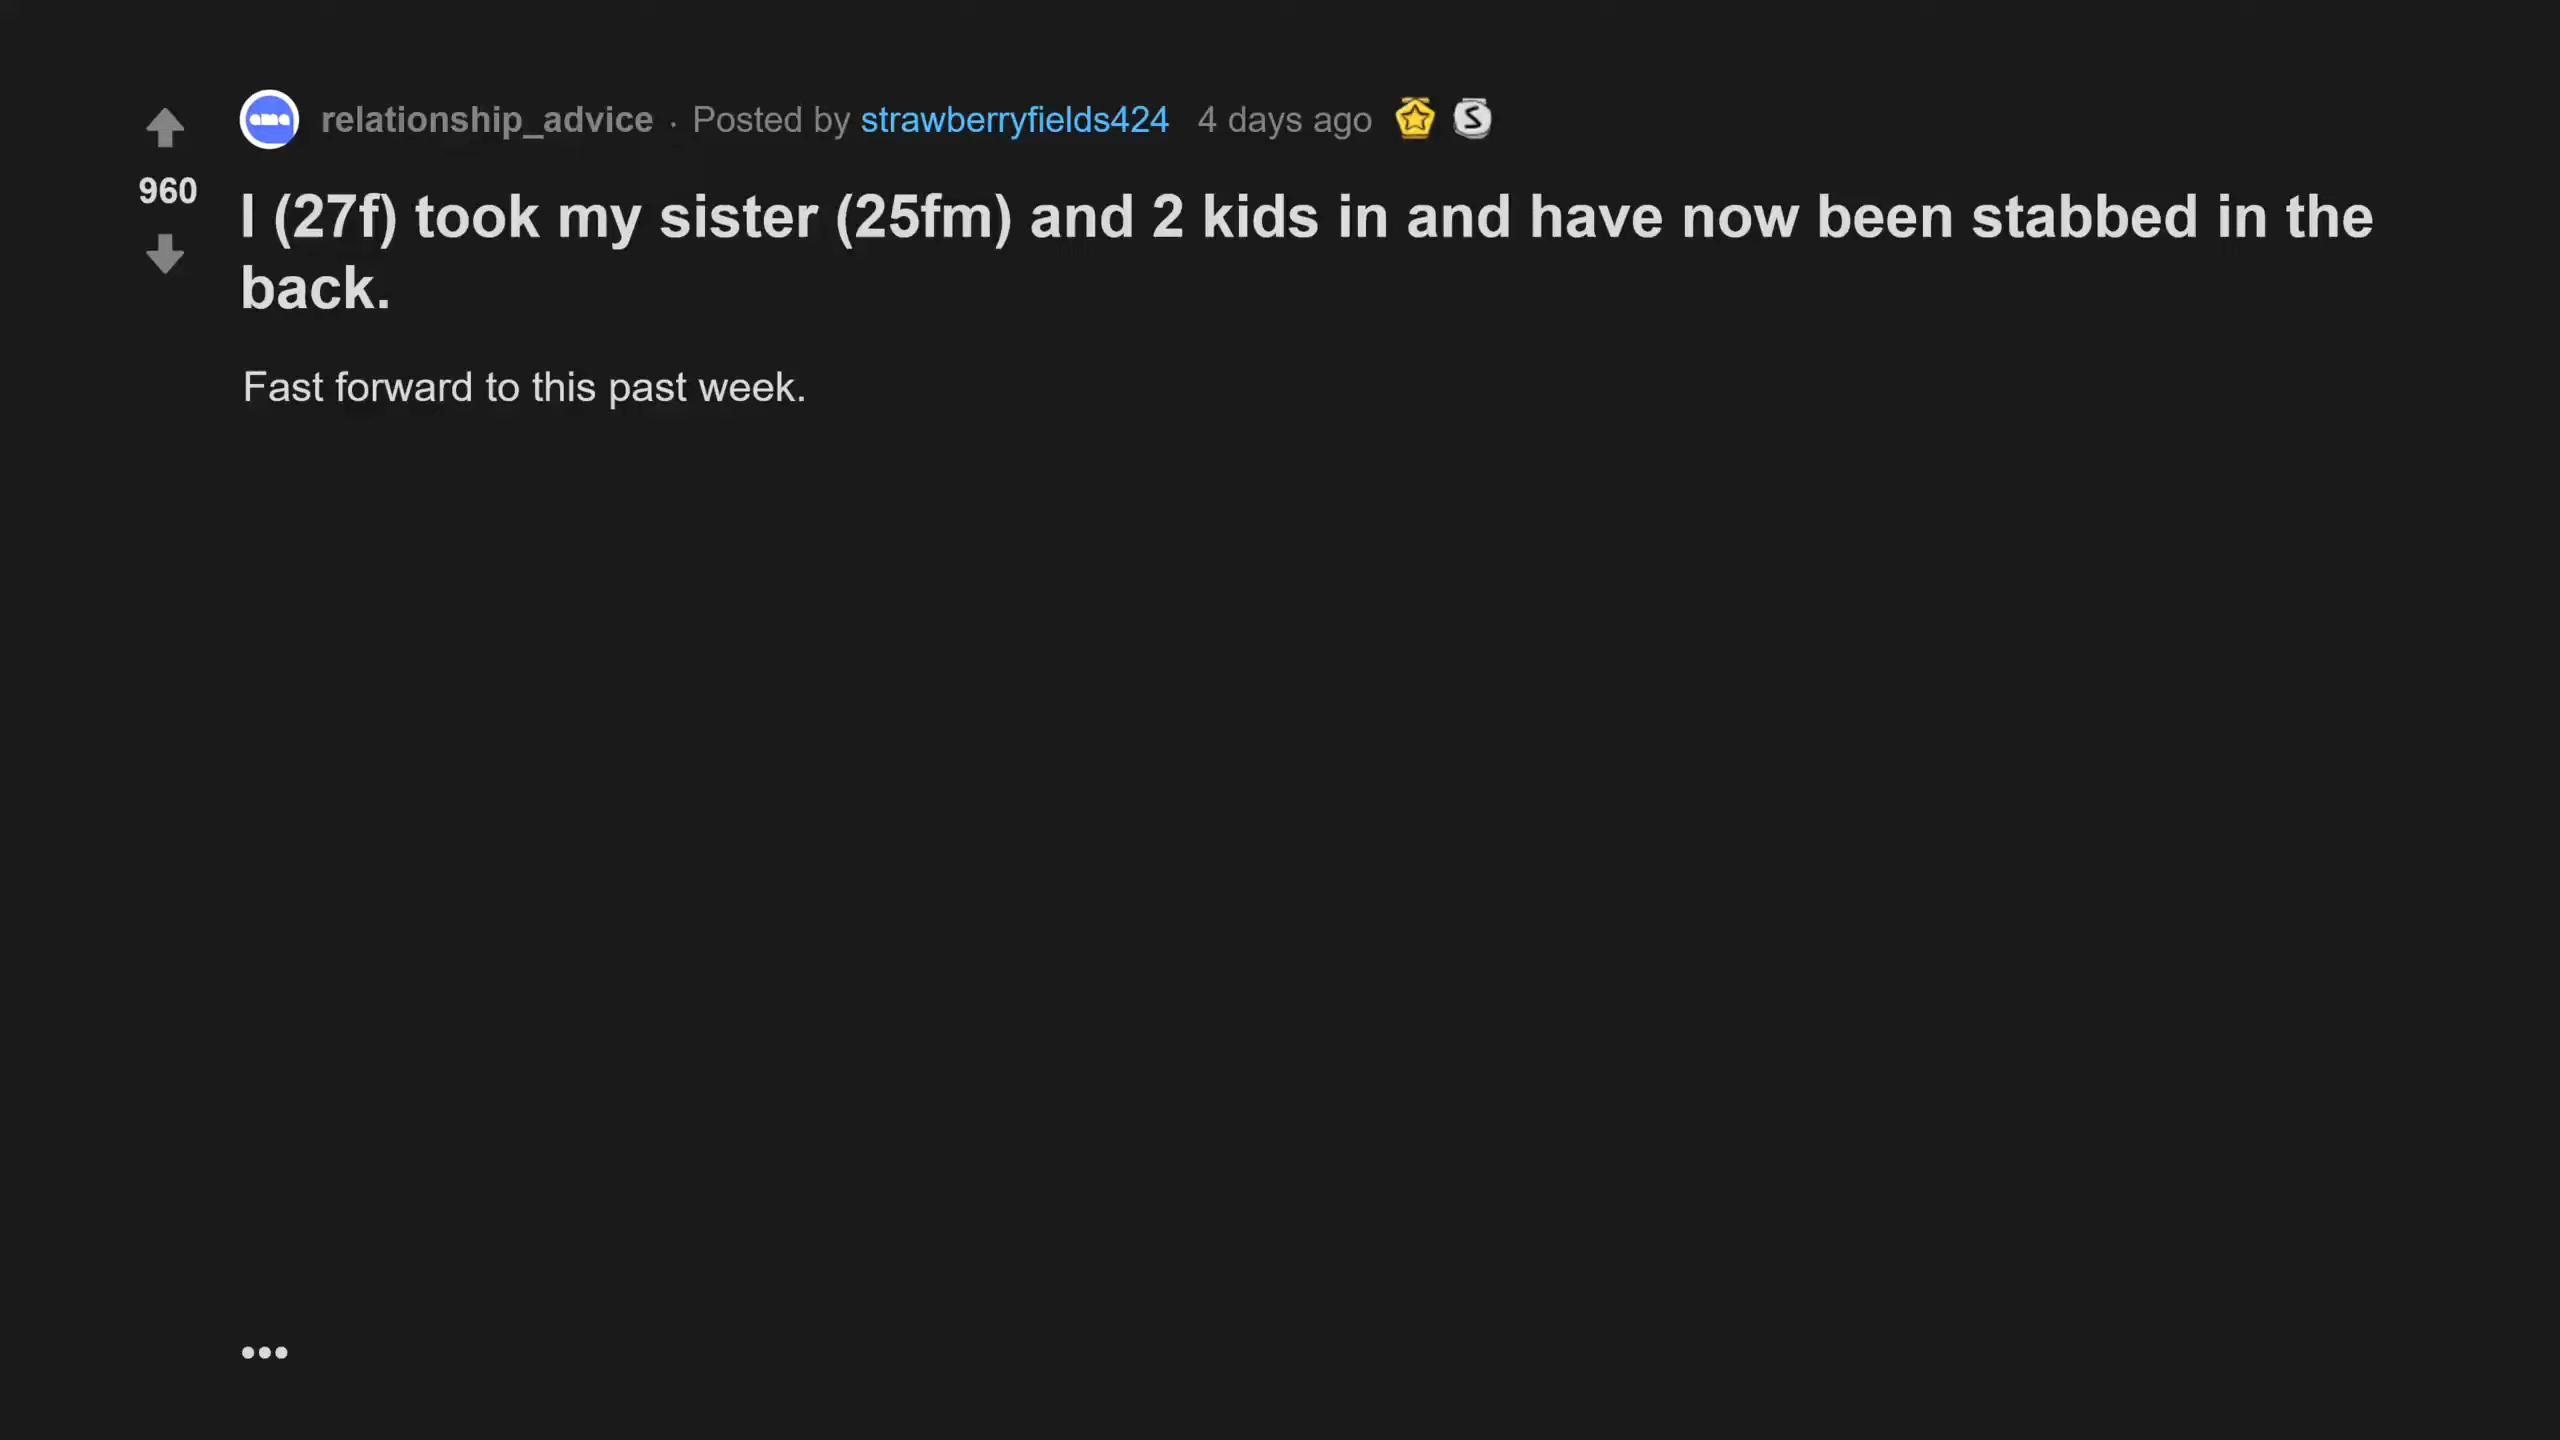 relationship_advice · Posted by strawberryfields424 4 days ago
960
I (27f) took my sister (25fm) and 2 kids in and have now been stabbed in the
back.
Fast forward to this past week.
•••